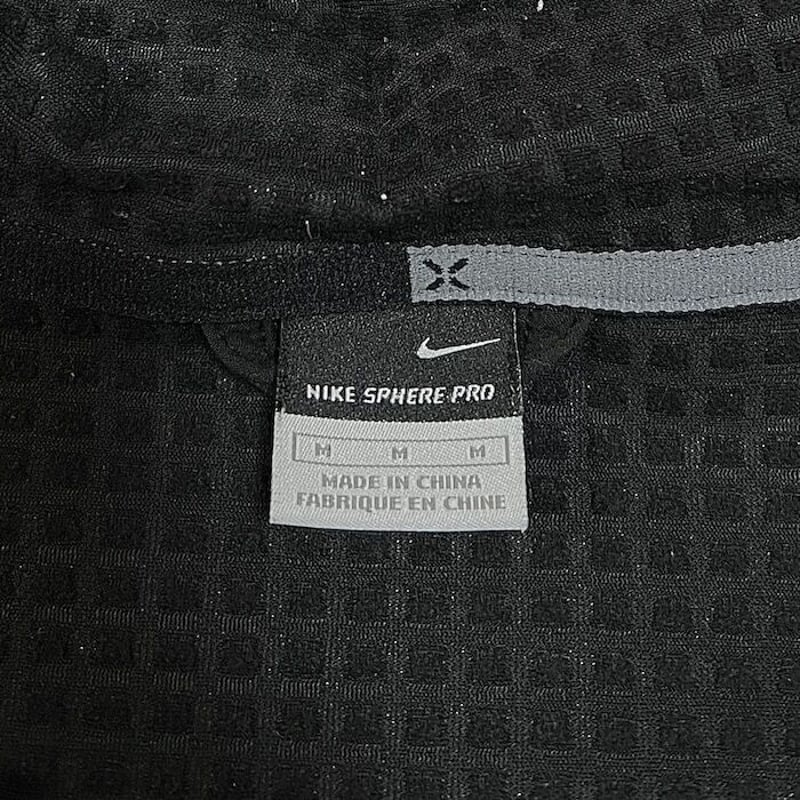 NIKE SPHERE PRO
M M M
MADE IN CHINA
FABRIQUE EN CHINE